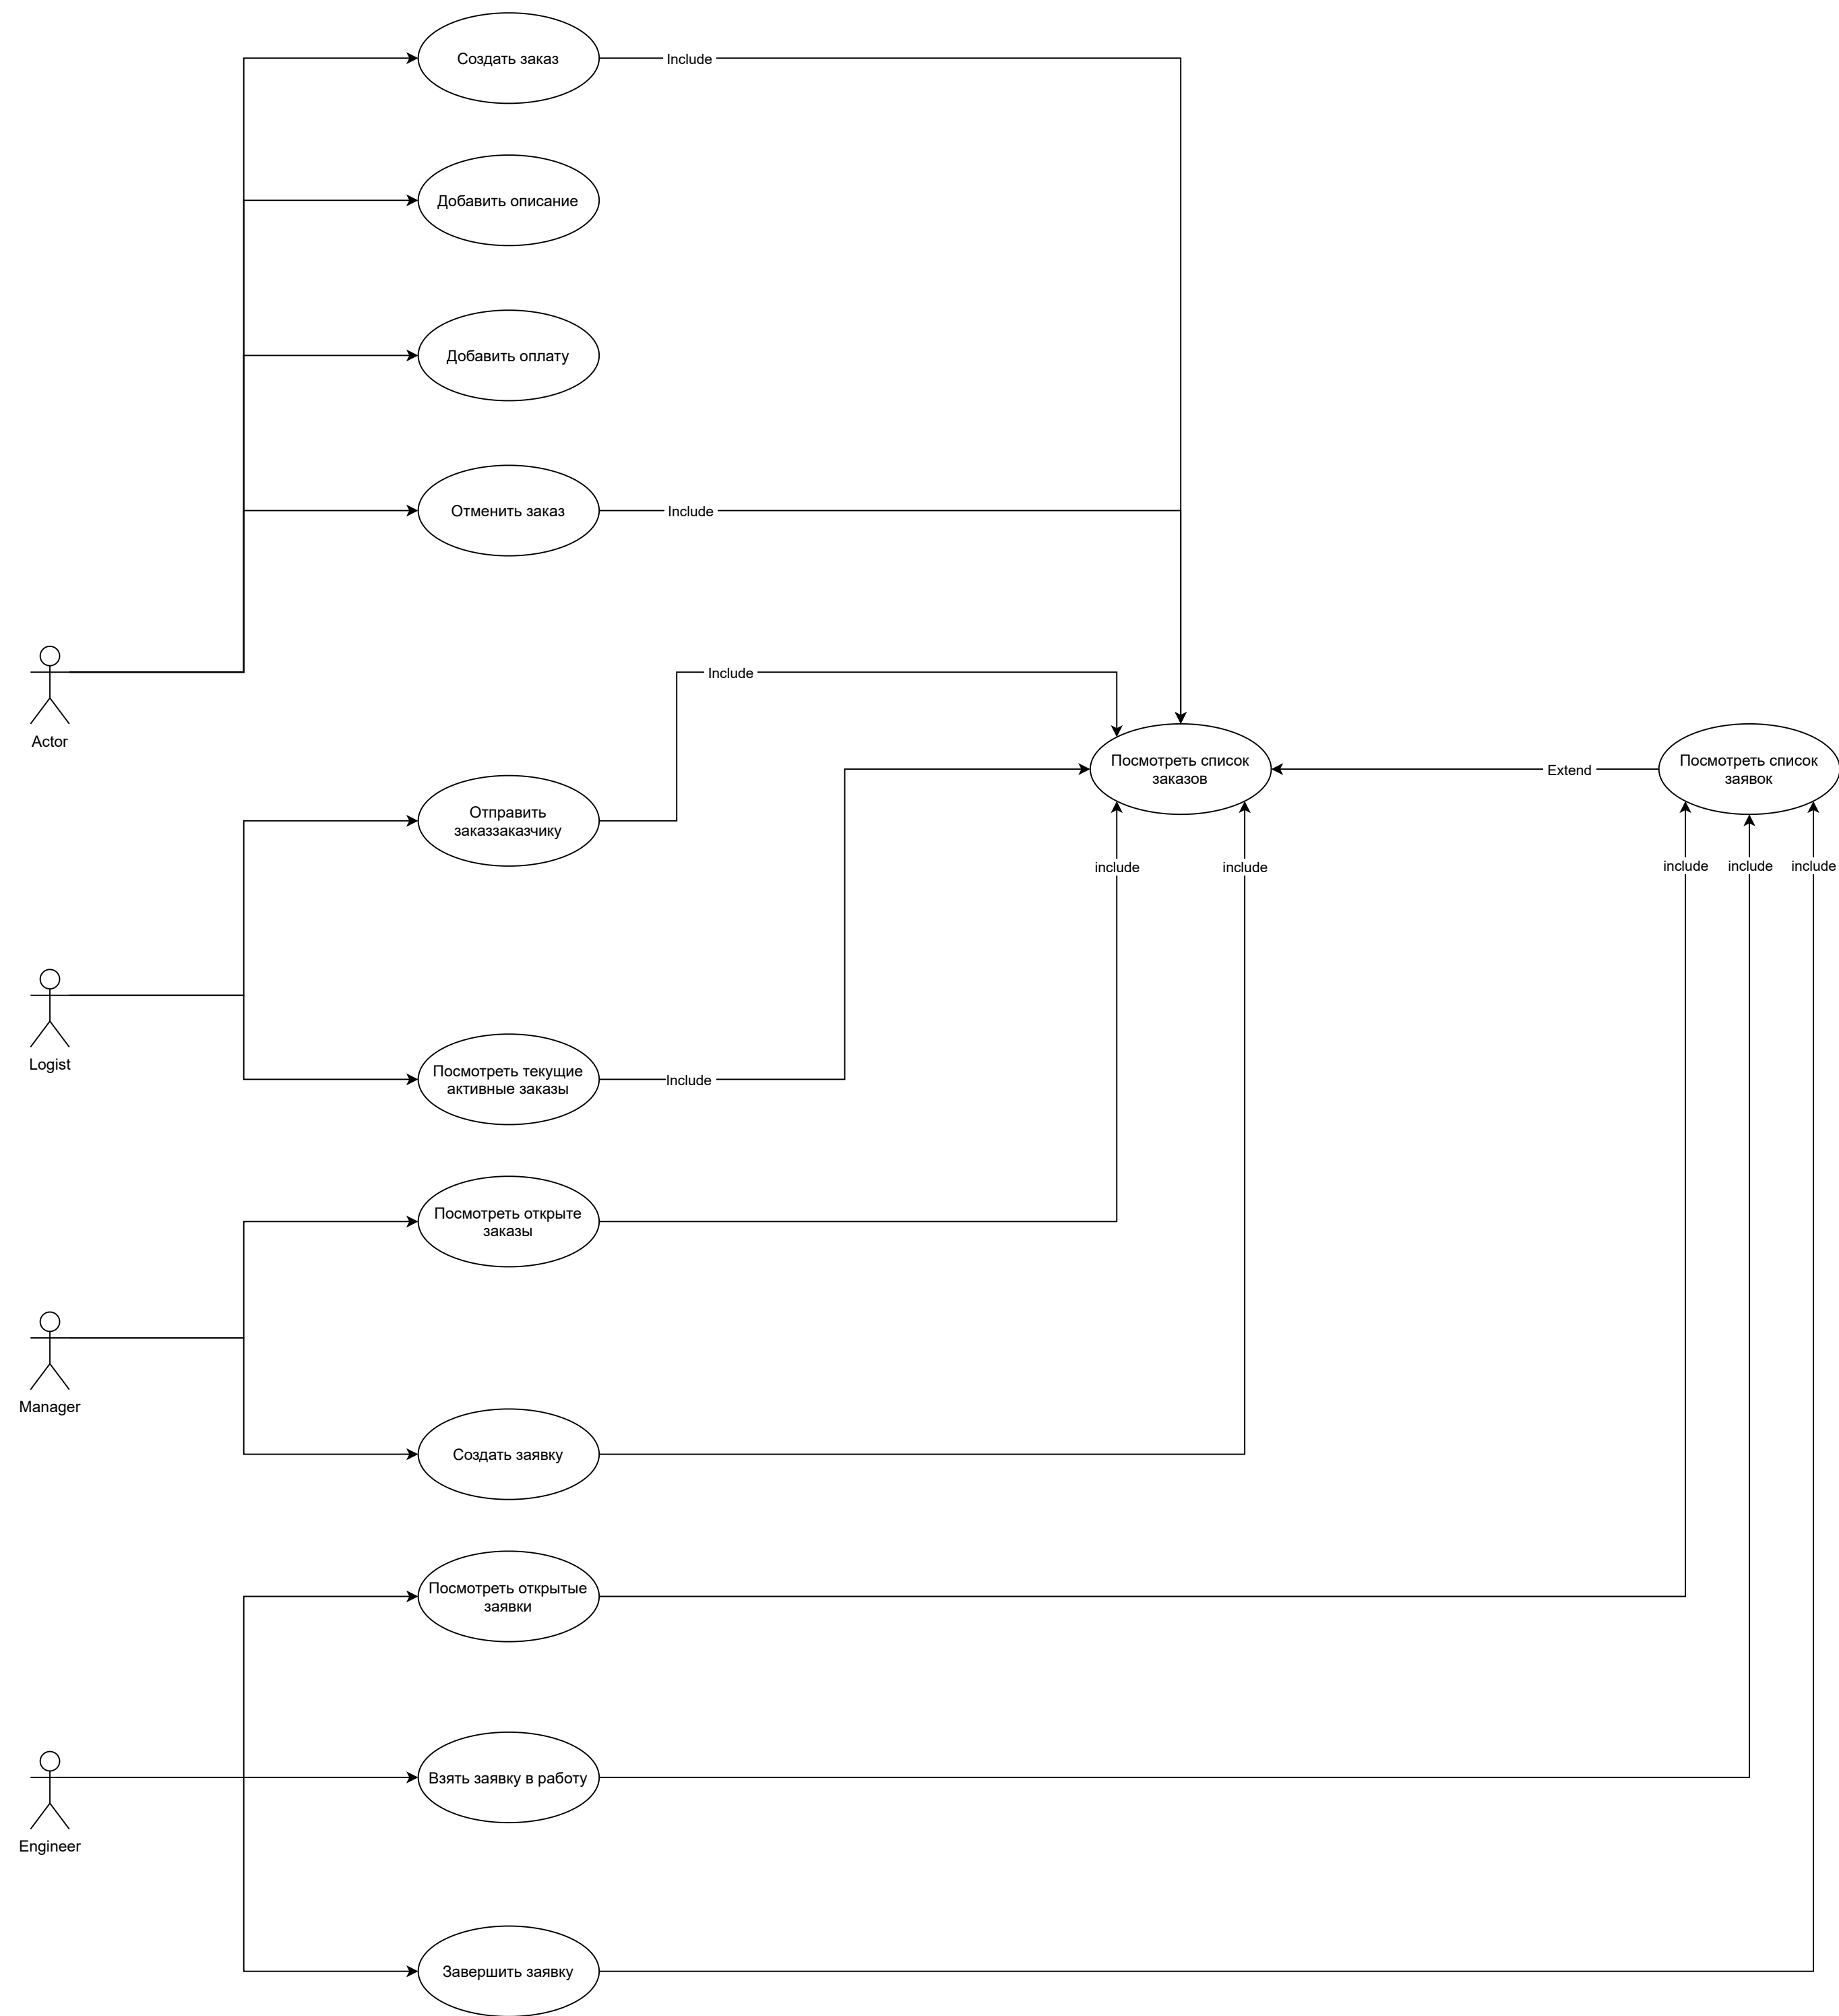 Создать заказ
Include
Добавить описание
Добавить оплату
Отменить заказ
Include
Actor
Include
Отправить
заказзаказчику
Посмотреть список
заказов
Extend
Посмотреть список
заявок
include
include
include
include
include
Logist
Посмотреть текущие
активные заказы
Include
Посмотреть открыте
заказы
Manager
Создать заявку
Посмотреть открытые
заявки
Взять заявку в работу
Engineer
Завершить заявку